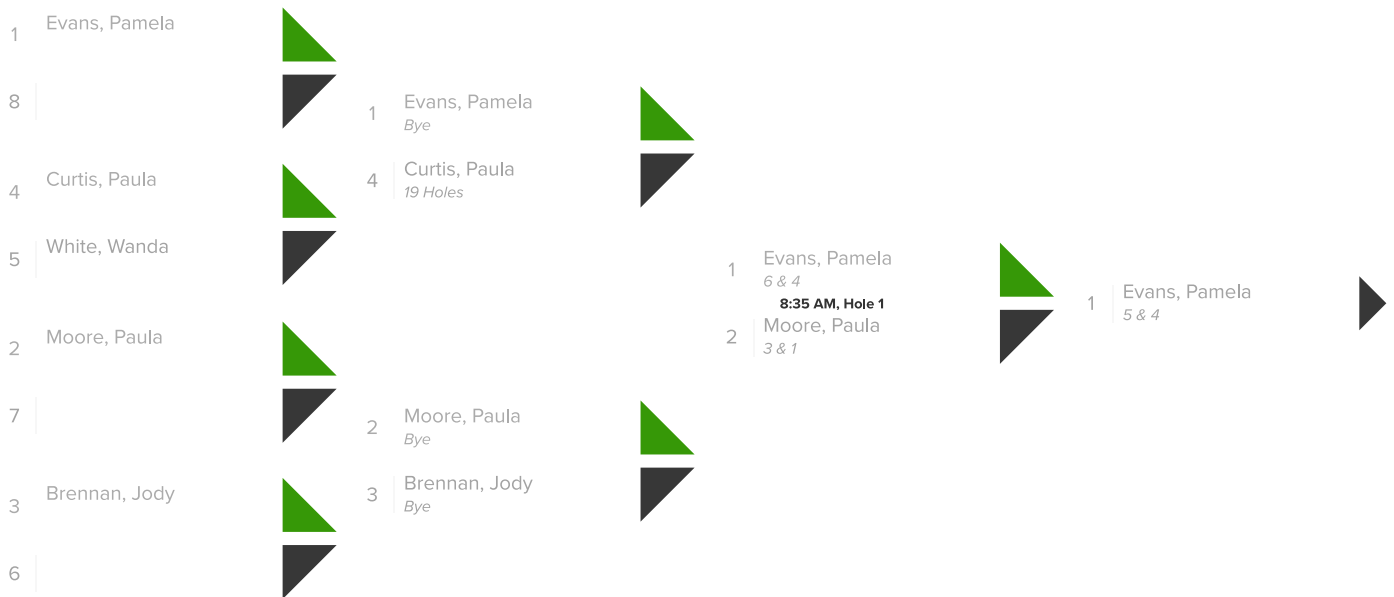 1 Evans, Pamela
8
4 Curtis, Paula
5 White, Wanda
2 Moore, Paula
7
3 Brennan, Jody
6
1 Evans, Pamela
Bye
4 Curtis, Paula
19 Holes
2 Moore, Paula
Bye
3 Brennan, Jody
Bye
1 Evans, Pamela
6 & 4
8:35 AM, Hole 1
2 Moore, Paula
3 & 1
1 Evans, Pamela
5 & 4